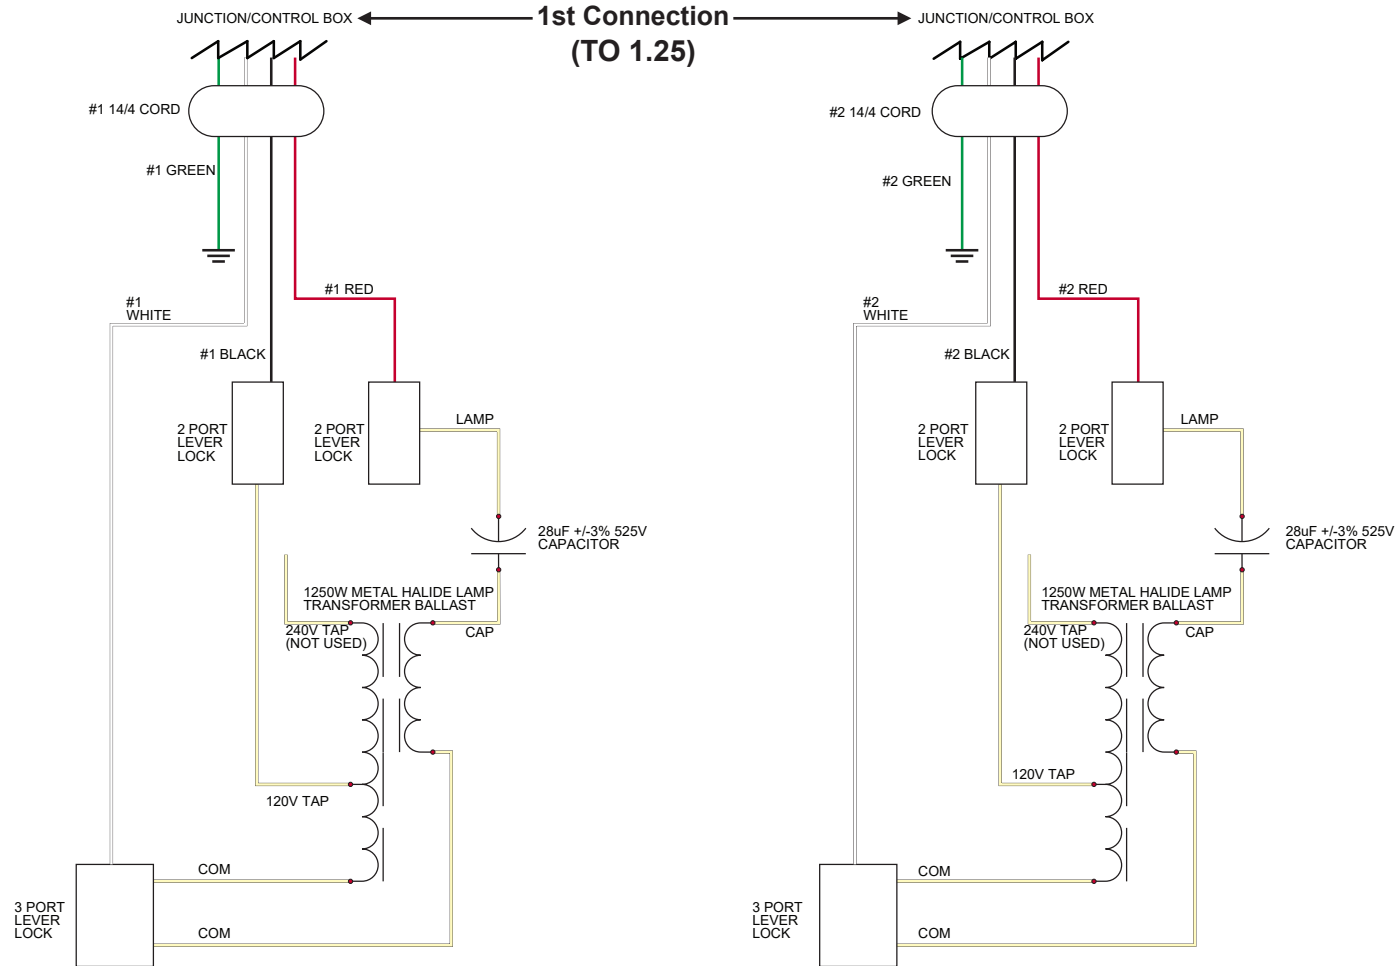 JUNCTION/CONTROL BOX
1st Connection
(TO 1.25)
JUNCTION/CONTROL BOX
#1 14/4 CORD
#1 GREEN
#1
WHITE
#1 RED
#1 BLACK
2 PORT
LEVER
LOCK
2 PORT
LEVER
LOCK
LAMP
28uF +/-3% 525V
CAPACITOR
1250W METAL HALIDE LAMP
TRANSFORMER BALLAST
240V TAP
(NOT USED)
CAP
120V TAP
COM
3 PORT
LEVER
LOCK
COM
#2 14/4 CORD
#2 GREEN
#2
WHITE
#2 RED
#2 BLACK
2 PORT
LEVER
LOCK
2 PORT
LEVER
LOCK
LAMP
28uF +/-3% 525V
CAPACITOR
1250W METAL HALIDE LAMP
TRANSFORMER BALLAST
240V TAP
(NOT USED)
CAP
120V TAP
COM
3 PORT
LEVER
LOCK
COM